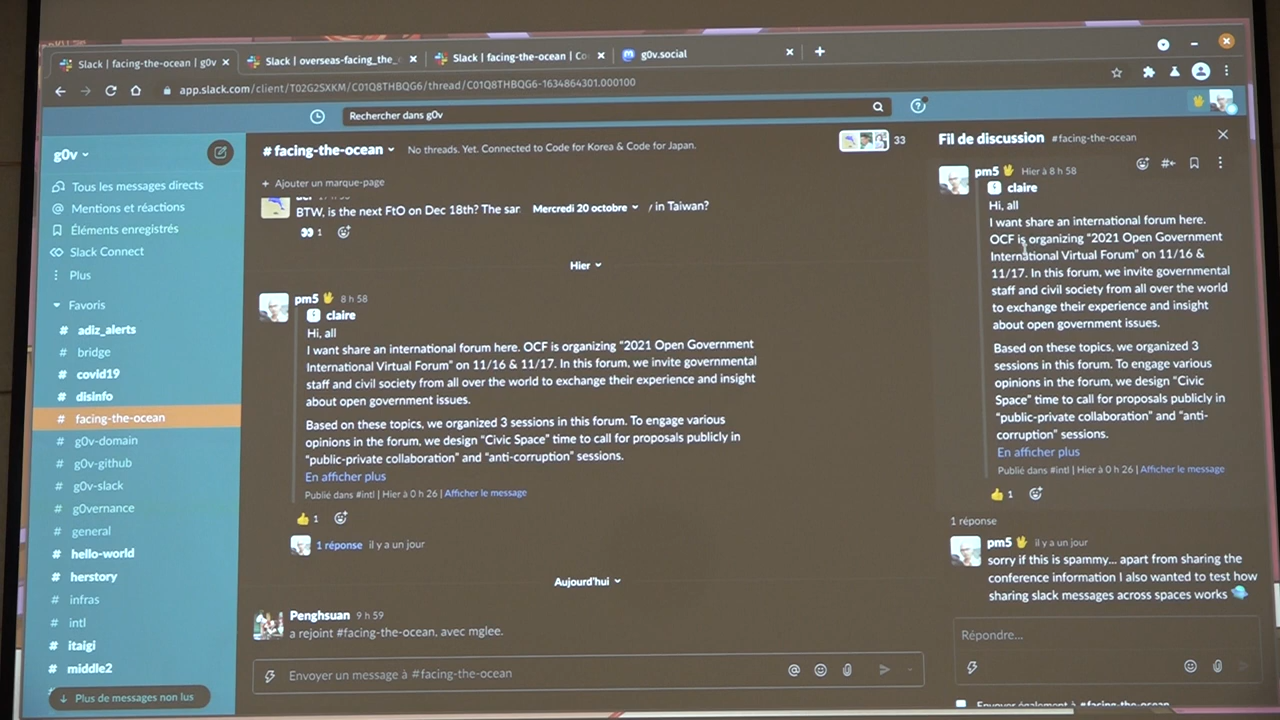 Slack | facing-the-ocean | g0v
Slack | overseas-facing_the_
Slack | facing-the-ocean | Co
g0v.social
app.slack.com/client/T02G2SXKM/C01Q8THBQG6/thread/C01Q8THBQG6-1634864301.000100
Rechercher dans g0v
g0v
Tous les messages directs
Mentions et réactions
Éléments enregistrés
Slack Connect
Plus
Favoris
# adiz_alerts
# bridge
# covid19
# disinfo
# facing-the-ocean
# g0v-domain
# g0v-github
# g0v-slack
# g0vernance
# general
# hello-world
# herstory
# infras
# intl
# itaigi
# middle2
Plus de messages non lus
# facing-the-ocean
No threads. Yet. Connected to Code for Korea & Code for Japan.
33
+ Ajouter un marque-page
BTW, is the next FtO on Dec 18th? The sar
Mercredi 20 octobre
in Taiwan?
1
Hier
pm5 8 h 58
claire
Hi, all
I want share an international forum here. OCF is organizing "2021 Open Government
International Virtual Forum" on 11/16 & 11/17. In this forum, we invite governmental
staff and civil society from all over the world to exchange their experience and insight
about open government issues.
Based on these topics, we organized 3 sessions in this forum. To engage various
opinions in the forum, we design "Civic Space" time to call for proposals publicly in
"public-private collaboration" and "anti-corruption" sessions.
En afficher plus
Publié dans #intl | Hier à 0 h 26 | Afficher le message
1
1 réponse il y a un jour
Aujourd'hui
Penghsuan 9 h 59
a rejoint #facing-the-ocean, avec mglee.
Envoyer un message à #facing-the-ocean
Fil de discussion #facing-the-ocean
pm5 Hier à 8 h 58
claire
Hi, all
I want share an international forum here.
OCF is organizing "2021 Open Government
International Virtual Forum" on 11/16 &
11/17. In this forum, we invite governmental
staff and civil society from all over the world
to exchange their experience and insight
about open government issues.
Based on these topics, we organized 3
sessions in this forum. To engage various
opinions in the forum, we design "Civic
Space" time to call for proposals publicly in
"public-private collaboration" and "anti-
corruption" sessions.
En afficher plus
Publié dans #intl | Hier à 0 h 26 | Afficher le message
1
1 réponse
pm5 il y a un jour
sorry if this is spammy... apart from sharing the
conference information I also wanted to test how
sharing slack messages across spaces works
Répondre...
Envoyer également à #facing-the-ocean